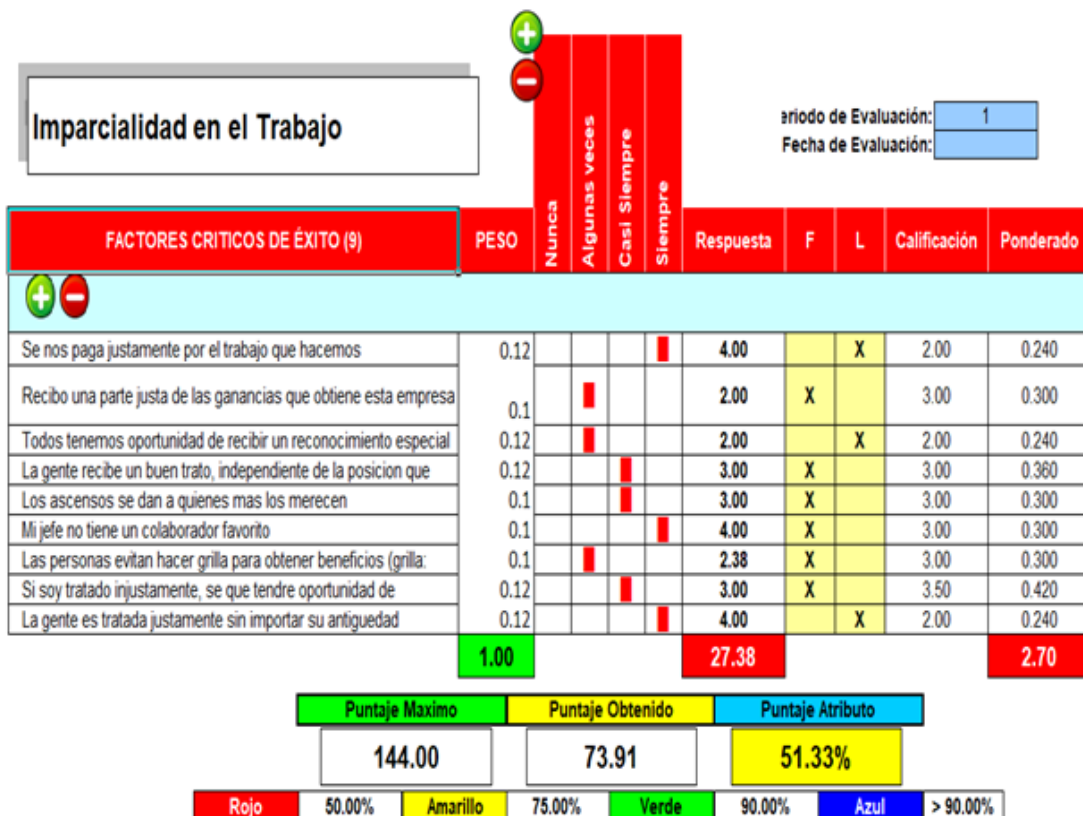 Imparcialidad en el Trabajo
eriodo de Evaluación: 1
Fecha de Evaluación:
FACTORES CRITICOS DE ÉXITO (9) PESO Nunca Algunas veces Casi Siempre Siempre Respuesta F L Calificación Ponderado
Se nos paga justamente por el trabajo que hacemos 0.12 4.00 X 2.00 0.240
Recibo una parte justa de las ganancias que obtiene esta empresa 0.1 2.00 X 3.00 0.300
Todos tenemos oportunidad de recibir un reconocimiento especial 0.12 2.00 X 2.00 0.240
La gente recibe un buen trato, independiente de la posicion que 0.12 3.00 X 3.00 0.360
Los ascensos se dan a quienes mas los merecen 0.1 3.00 X 3.00 0.300
Mi jefe no tiene un colaborador favorito 0.1 4.00 X 3.00 0.300
Las personas evitan hacer grilla para obtener beneficios (grilla: 0.1 2.38 X 3.00 0.300
Si soy tratado injustamente, se que tendre oportunidad de 0.12 3.00 X 3.50 0.420
La gente es tratada justamente sin importar su antiguedad 0.12 4.00 X 2.00 0.240
1.00 27.38 2.70
Puntaje Maximo Puntaje Obtenido Puntaje Atributo
144.00 73.91 51.33%
Rojo 50.00% Amarillo 75.00% Verde 90.00% Azul > 90.00%